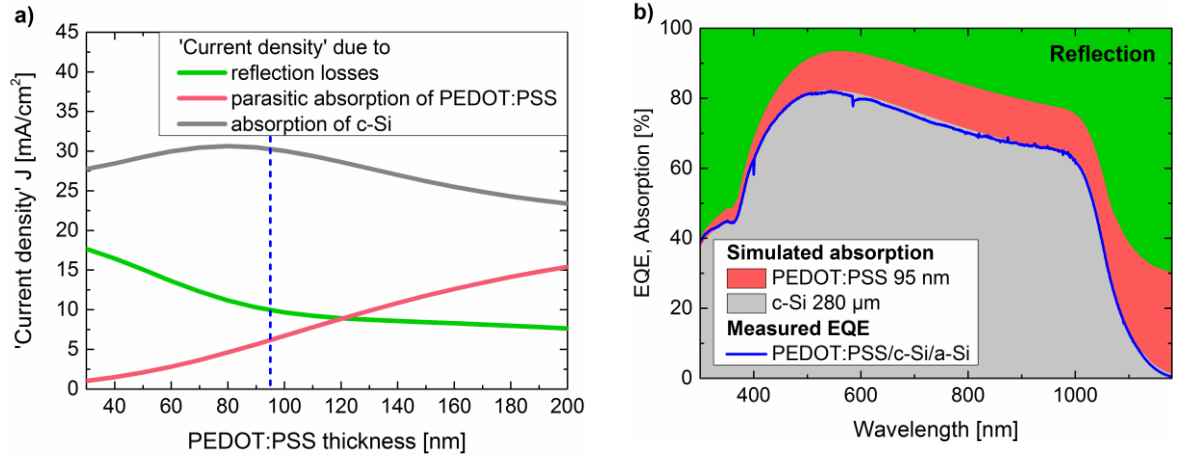 a)
45
40
35
30
25
20
15
10
5
0
'Current density' J [mA/cm²]
'Current density' due to
reflection losses
parasitic absorption of PEDOT:PSS
absorption of c-Si
40 60 80 100 120 140 160 180 200
PEDOT:PSS thickness [nm]
b)
100
80
60
40
20
0
EQE, Absorption [%]
Reflection
Simulated absorption
PEDOT:PSS 95 nm
c-Si 280 µm
Measured EQE
PEDOT:PSS/c-Si/a-Si
400 600 800 1000
Wavelength [nm]